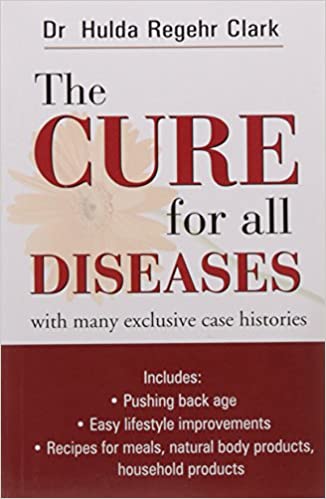 Dr Hulda Regehr Clark
The
CURE
for all
DISEASES
with many exclusive case histories
Includes:
• Pushing back age
• Easy lifestyle improvements
• Recipes for meals, natural body products,
household products